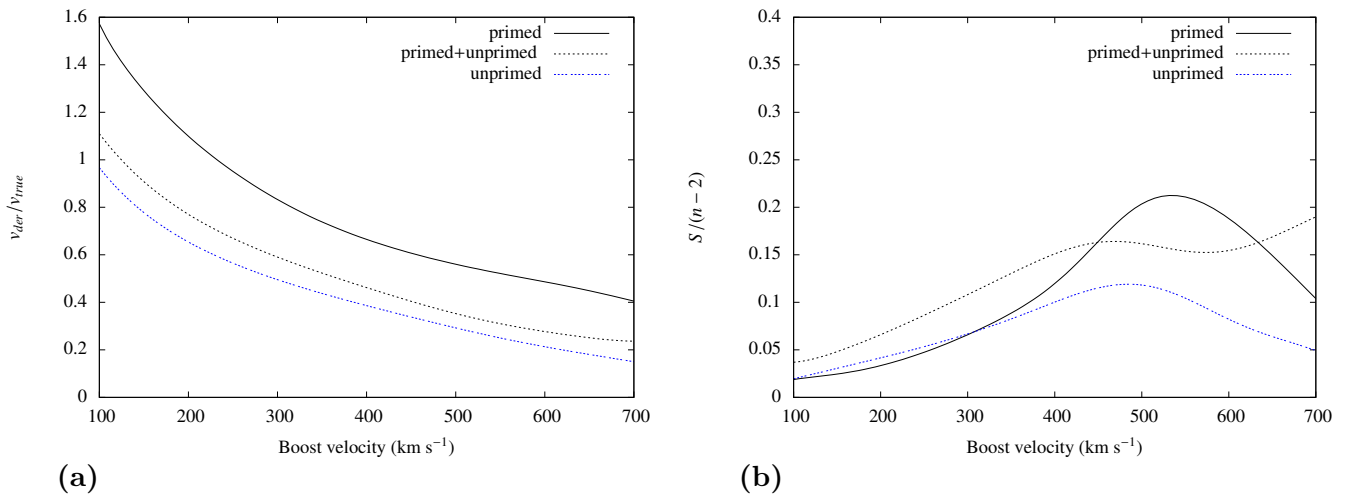 1.6
1.4
1.2
1
0.8
0.6
0.4
0.2
0
v_der/v_true
primed
primed+unprimed
unprimed
100 200 300 400 500 600 700
Boost velocity (km s⁻¹)
(a)
0.4
0.35
0.3
0.25
0.2
0.15
0.1
0.05
0
S/(n − 2)
primed
primed+unprimed
unprimed
100 200 300 400 500 600 700
Boost velocity (km s⁻¹)
(b)